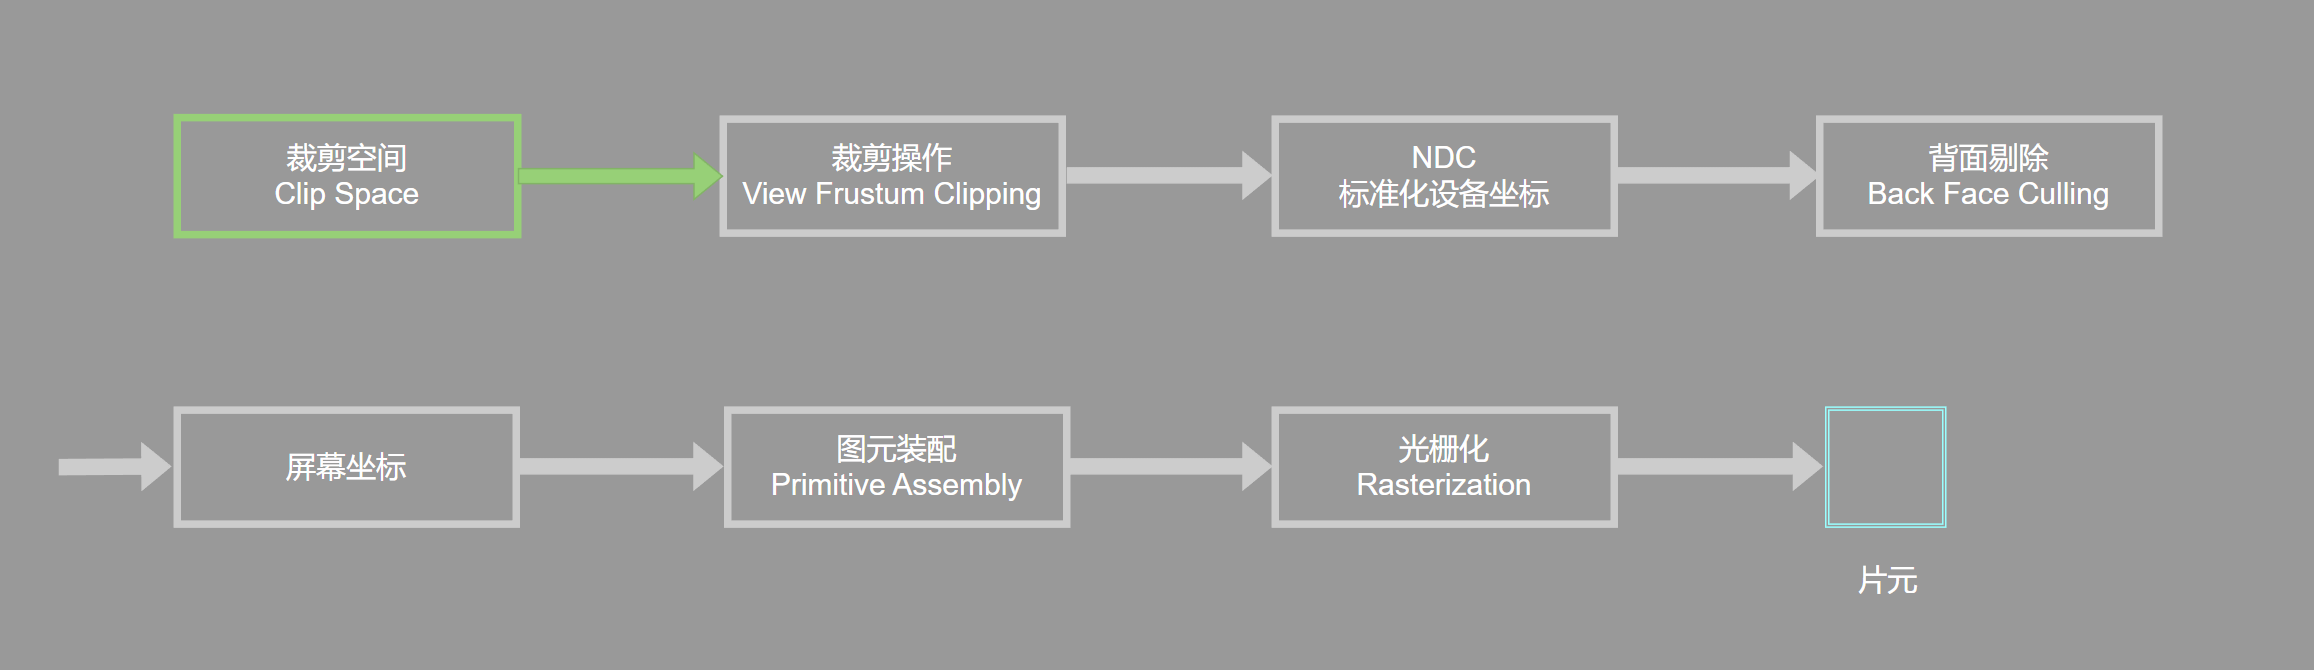 裁剪空间
Clip Space
裁剪操作
View Frustum Clipping
NDC
标准化设备坐标
背面剔除
Back Face Culling
屏幕坐标
图元装配
Primitive Assembly
光栅化
Rasterization
片元